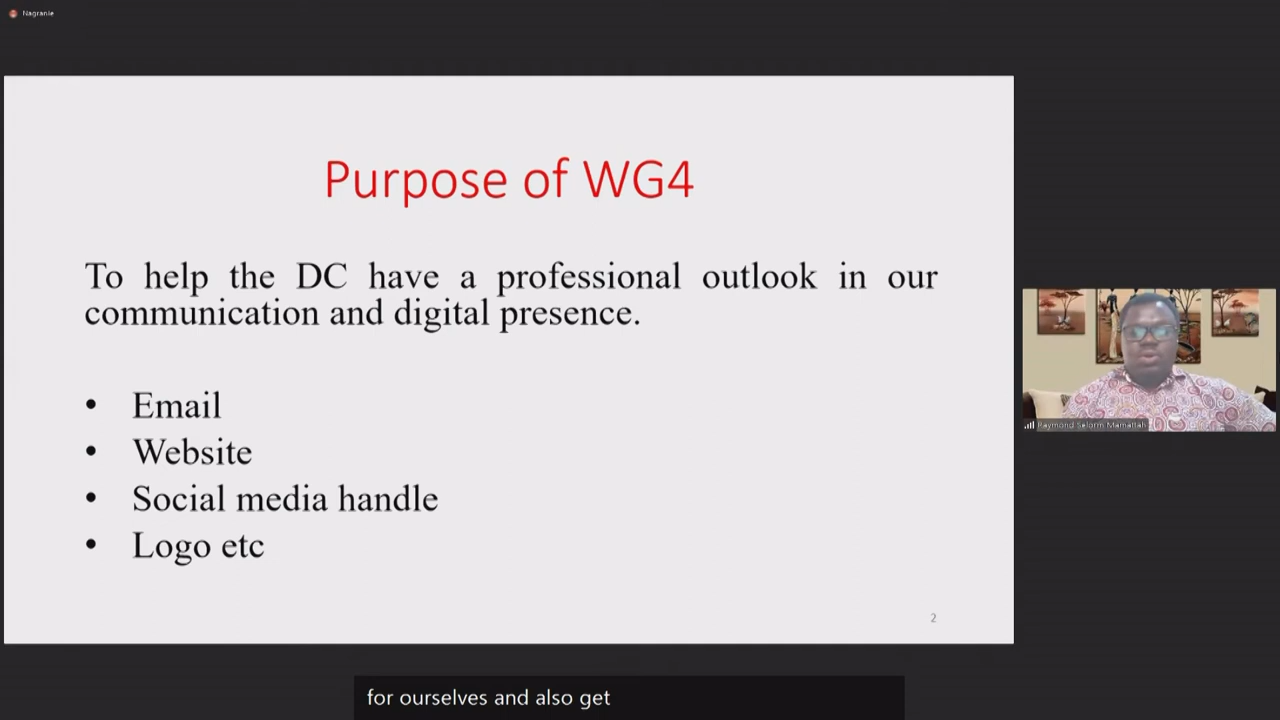 Nagranie
Purpose of WG4
To help the DC have a professional outlook in our
communication and digital presence.
• Email
• Website
• Social media handle
• Logo etc
2
Raymond Selorm Mamattah
for ourselves and also get